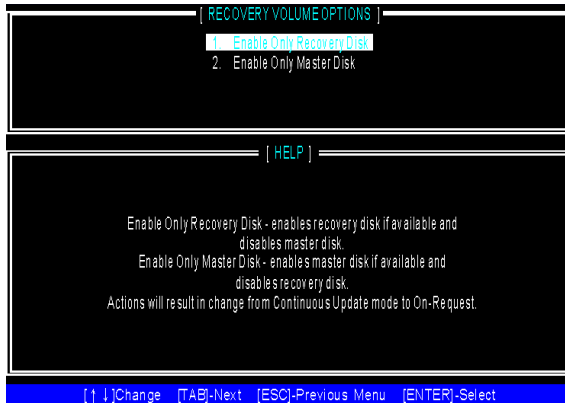 [ RECOVERY VOLUME OPTIONS ]
1. Enable Only Recovery Disk
2. Enable Only Master Disk
[ HELP ]
Enable Only Recovery Disk - enables recovery disk if available and
disables master disk.
Enable Only Master Disk - enables master disk if available and
disables recovery disk.
Actions will result in change from Continuous Update mode to On-Request.
[↑↓]Change [TAB]-Next [ESC]-Previous Menu [ENTER]-Select